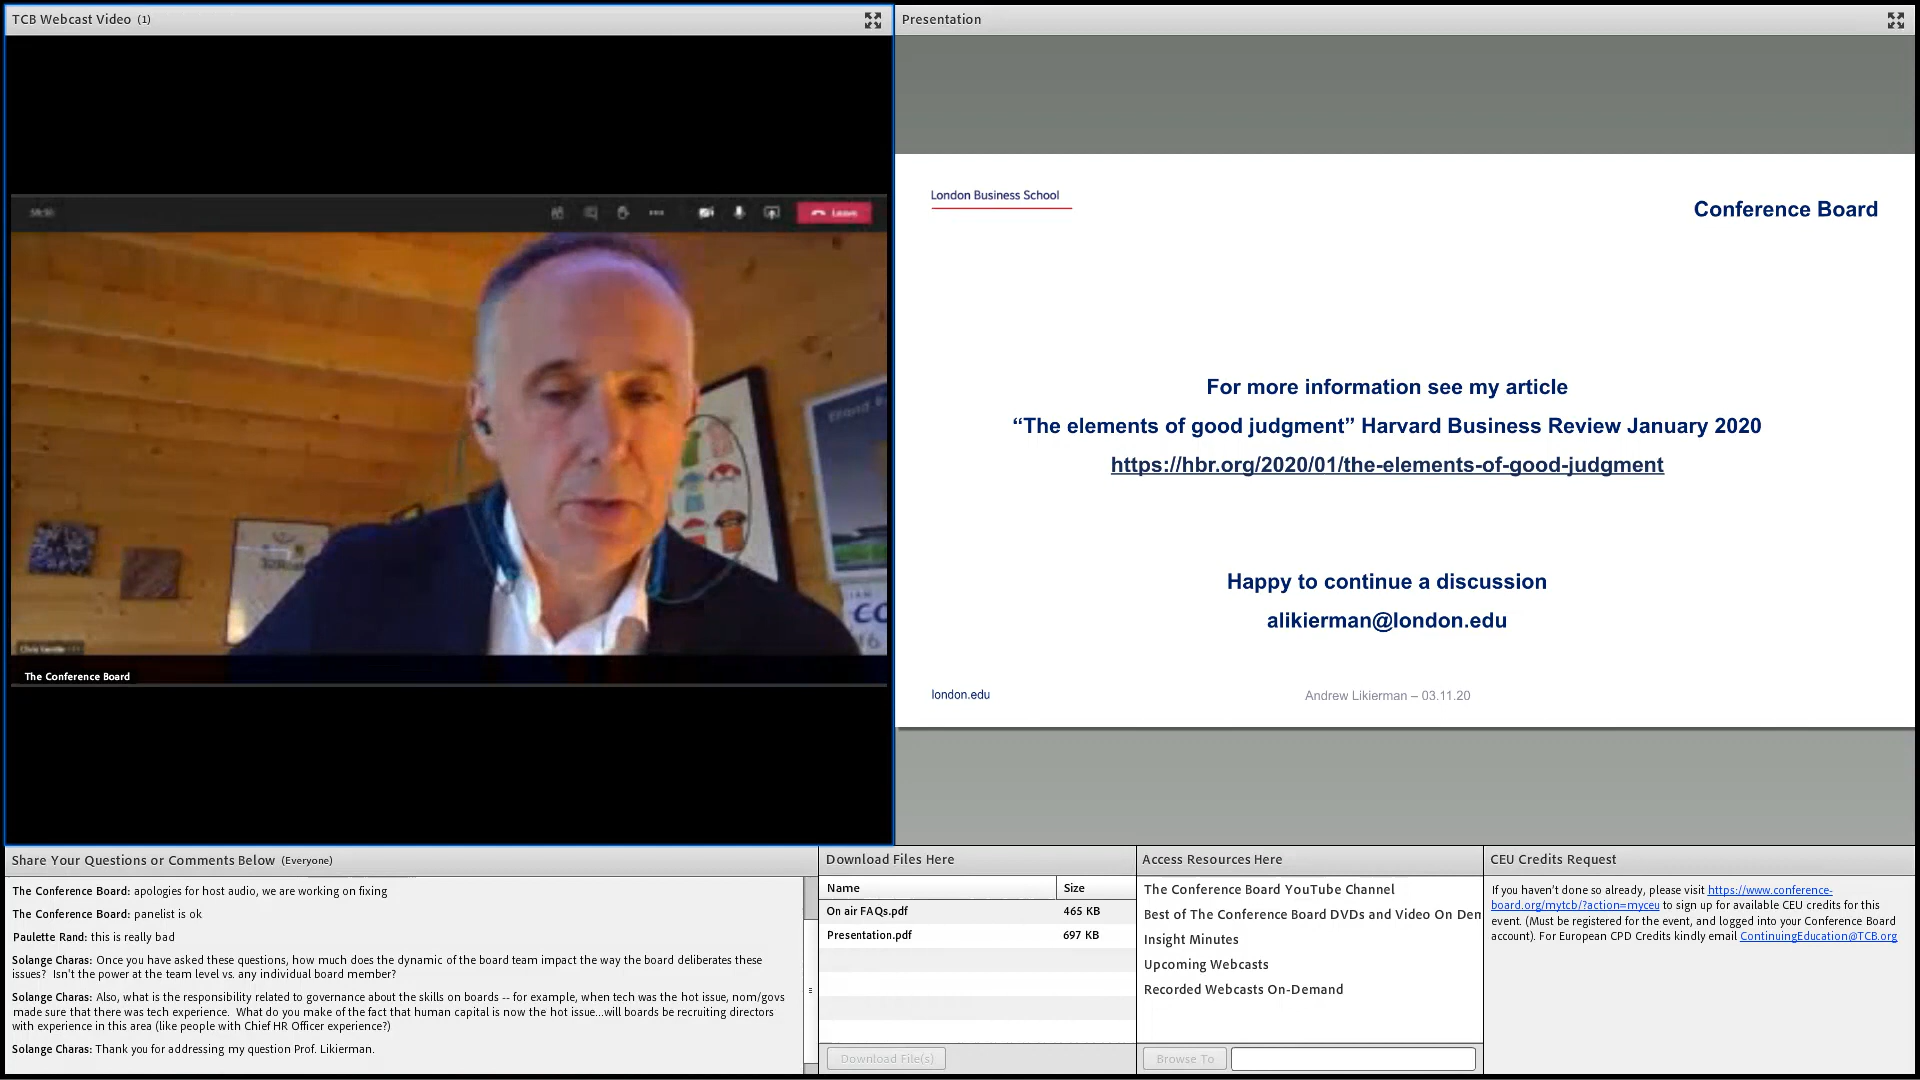 TCB Webcast Video (1)
Presentation
Leave
The Conference Board
London Business School
Conference Board
For more information see my article
“The elements of good judgment” Harvard Business Review January 2020
https://hbr.org/2020/01/the-elements-of-good-judgment
Happy to continue a discussion
alikierman@london.edu
london.edu
Andrew Likierman – 03.11.20
Share Your Questions or Comments Below (Everyone)
The Conference Board: apologies for host audio, we are working on fixing
The Conference Board: panelist is ok
Paulette Rand: this is really bad
Solange Charas: Once you have asked these questions, how much does the dynamic of the board team impact the way the board deliberates these
issues? Isn't the power at the team level vs. any individual board member?
Solange Charas: Also, what is the responsibility related to governance about the skills on boards -- for example, when tech was the hot issue, nom/govs
made sure that there was tech experience. What do you make of the fact that human capital is now the hot issue...will boards be recruiting directors
with experience in this area (like people with Chief HR Officer experience?)
Solange Charas: Thank you for addressing my question Prof. Likierman.
Download Files Here
Name Size
On air FAQs.pdf 465 KB
Presentation.pdf 697 KB
Download File(s)
Access Resources Here
The Conference Board YouTube Channel
Best of The Conference Board DVDs and Video On Dem
Insight Minutes
Upcoming Webcasts
Recorded Webcasts On-Demand
Browse To
CEU Credits Request
If you haven't done so already, please visit https://www.conference-
board.org/mytcb/?action=myceu to sign up for available CEU credits for this
event. (Must be registered for the event, and logged into your Conference Board
account). For European CPD Credits kindly email ContinuingEducation@TCB.org